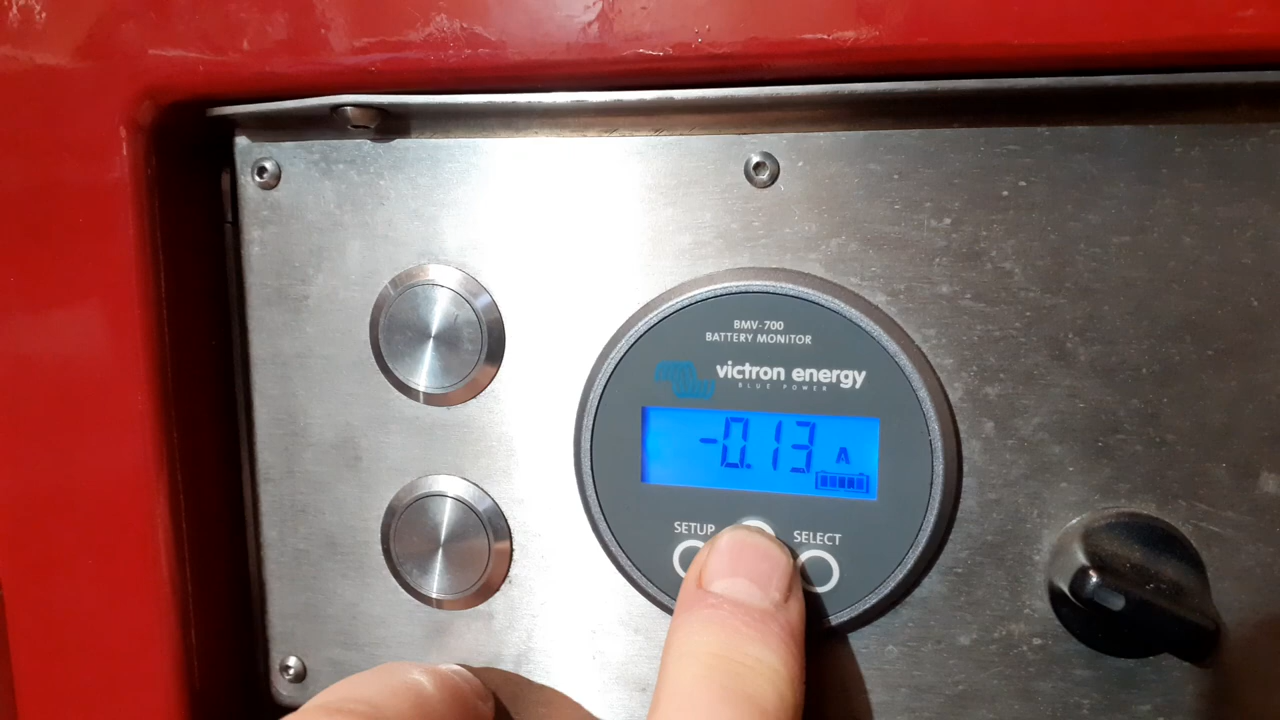 BMV-700
BATTERY MONITOR
victron energy
BLUE POWER
-0.13 A
SETUP
SELECT